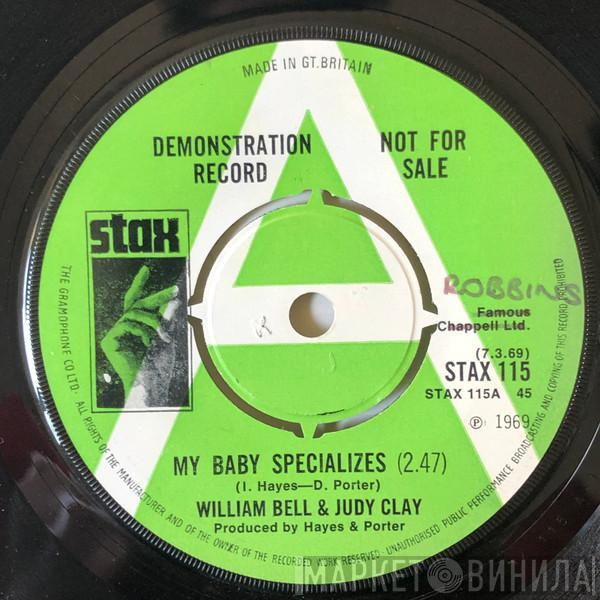 MADE IN GT. BRITAIN
DEMONSTRATION RECORD
NOT FOR SALE
stax
ROBBINS
Famous
Chappell Ltd.
(7.3.69)
STAX 115
STAX 115A 45
℗ 1969
K
MY BABY SPECIALIZES (2.47)
(I. Hayes—D. Porter)
WILLIAM BELL & JUDY CLAY
Produced by Hayes & Porter
THE GRAMOPHONE CO. LTD. ALL RIGHTS OF THE MANUFACTURER AND OF THE OWNER OF THE RECORDED WORK RESERVED · UNAUTHORISED PUBLIC PERFORMANCE BROADCASTING AND COPYING OF THIS RECORD PROHIBITED
МАРКЕТ ВИНИЛА